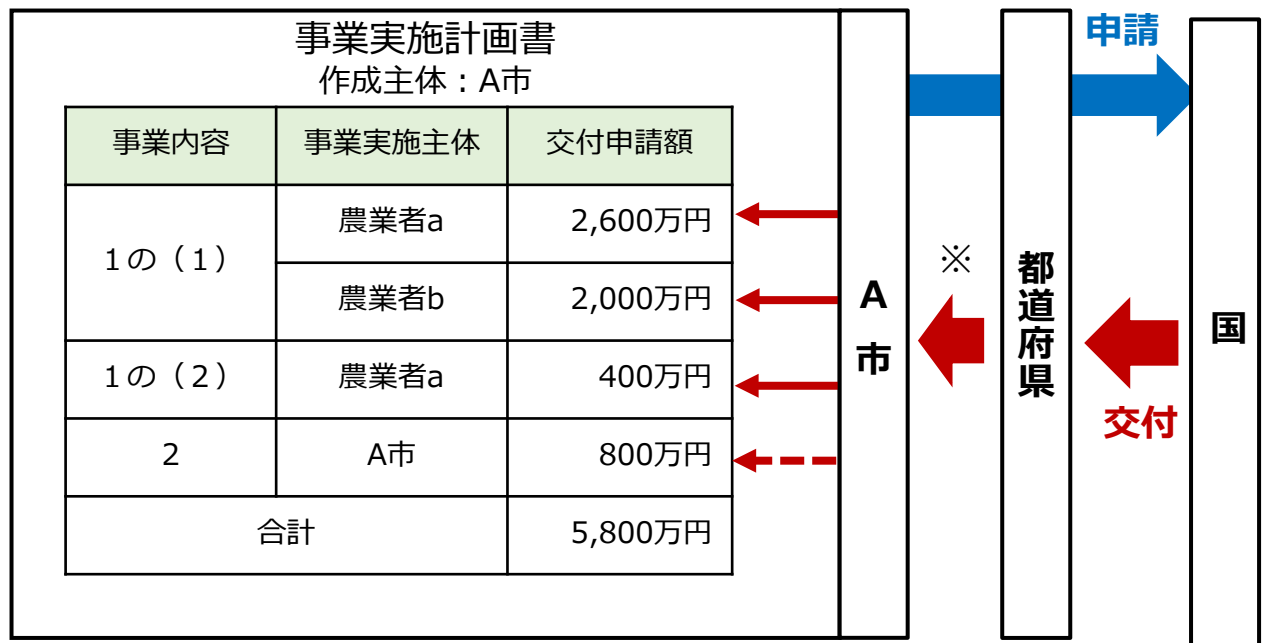 事業実施計画書
作成主体：A市
事業内容 事業実施主体 交付申請額
1の（1）
農業者a 2,600万円
農業者b 2,000万円
1の（2） 農業者a 400万円
2 A市 800万円
合計 5,800万円
A市
※
都道府県
国
申請
交付